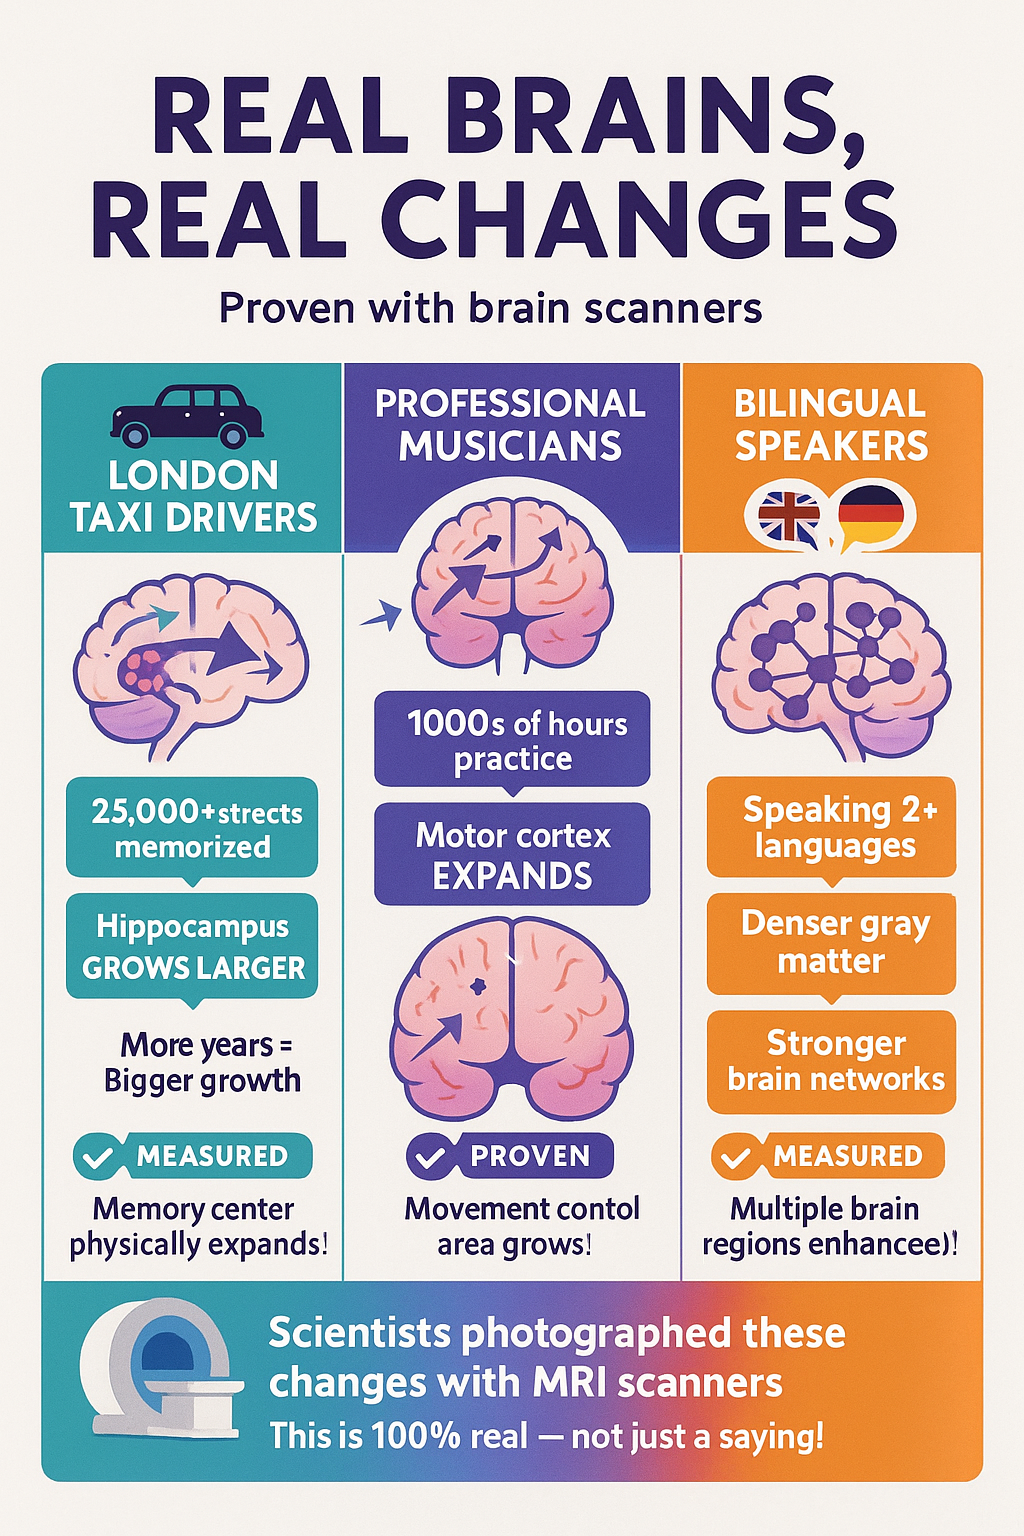 REAL BRAINS,
REAL CHANGES
Proven with brain scanners
LONDON
TAXI DRIVERS
25,000+strects
memorized
Hippocampus
GROWS LARGER
More years =
Bigger growth
MEASURED
Memory center
physically expands!
PROFESSIONAL
MUSICIANS
1000s of hours
practice
Motor cortex
EXPANDS
PROVEN
Movement contol
area grows!
BILINGUAL
SPEAKERS
Speaking 2+
languages
Denser gray
matter
Stronger
brain networks
MEASURED
Multiple brain
regions enhancee)!
Scientists photographed these
changes with MRI scanners
This is 100% real — not just a saying!